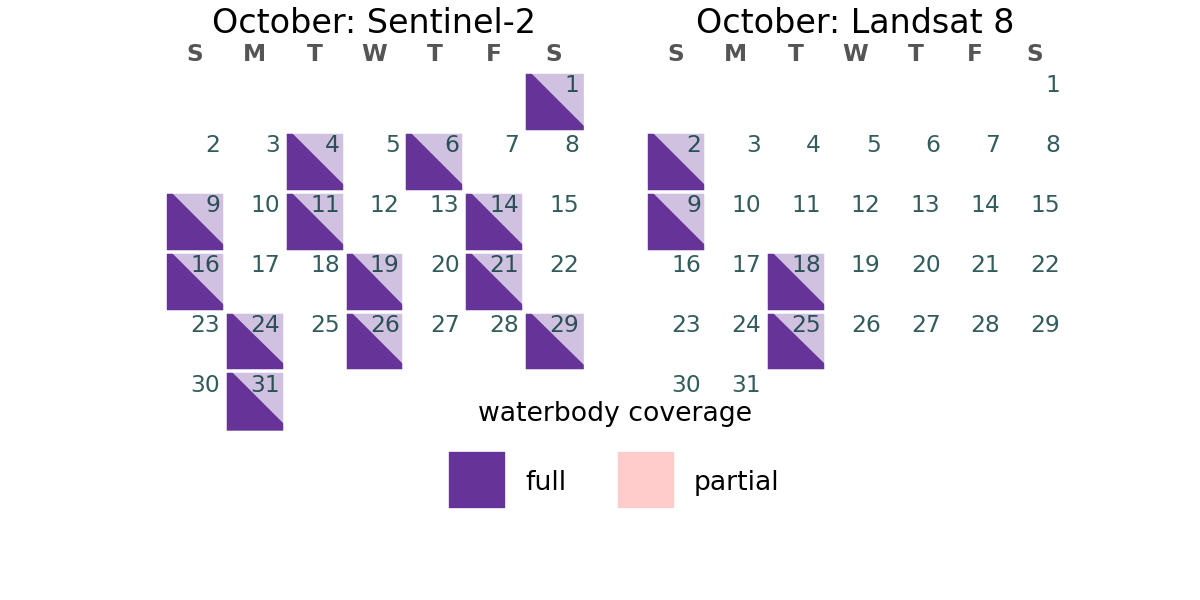 October: Sentinel-2
S M T W T F S
1
2 3 4 5 6 7 8
9 10 11 12 13 14 15
16 17 18 19 20 21 22
23 24 25 26 27 28 29
30 31
October: Landsat 8
S M T W T F S
1
2 3 4 5 6 7 8
9 10 11 12 13 14 15
16 17 18 19 20 21 22
23 24 25 26 27 28 29
30 31
waterbody coverage
full partial